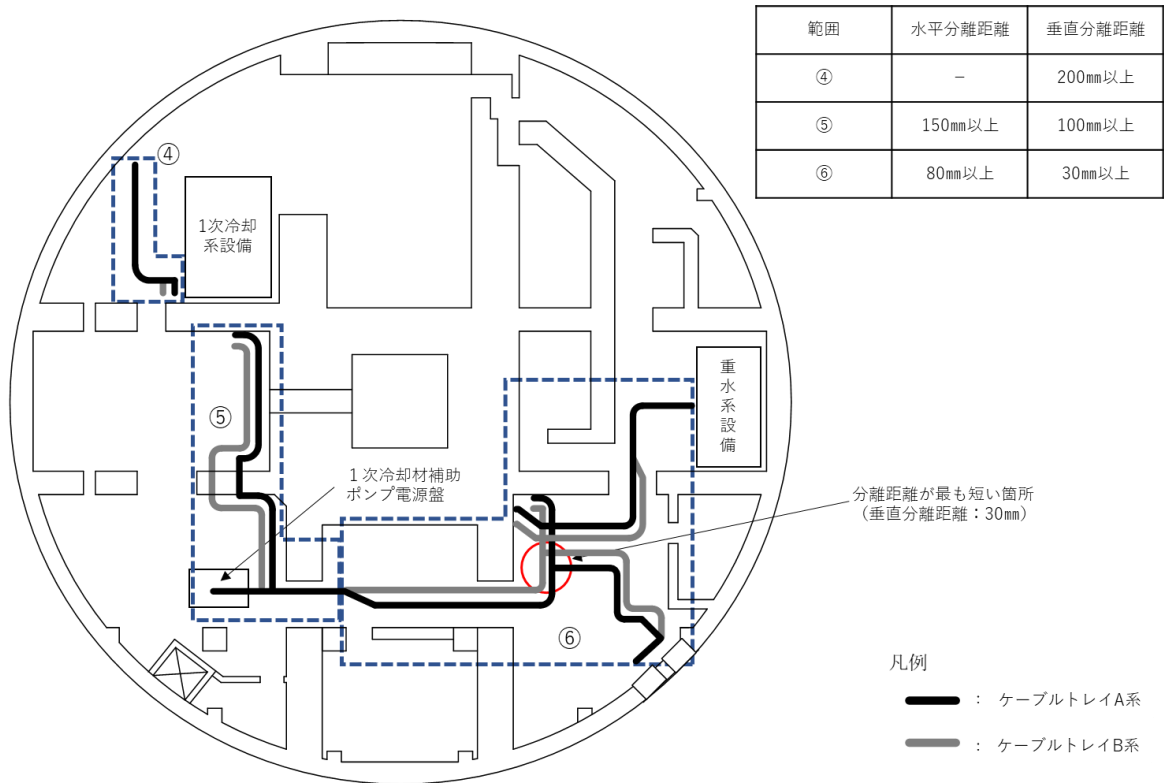 範囲 水平分離距離 垂直分離距離
④ － 200㎜以上
⑤ 150㎜以上 100㎜以上
⑥ 80㎜以上 30㎜以上
④
1次冷却
系設備
⑤
重水系設備
１次冷却材補助
ポンプ電源盤
分離距離が最も短い箇所
（垂直分離距離：30㎜）
⑥
凡例
： ケーブルトレイA系
： ケーブルトレイB系